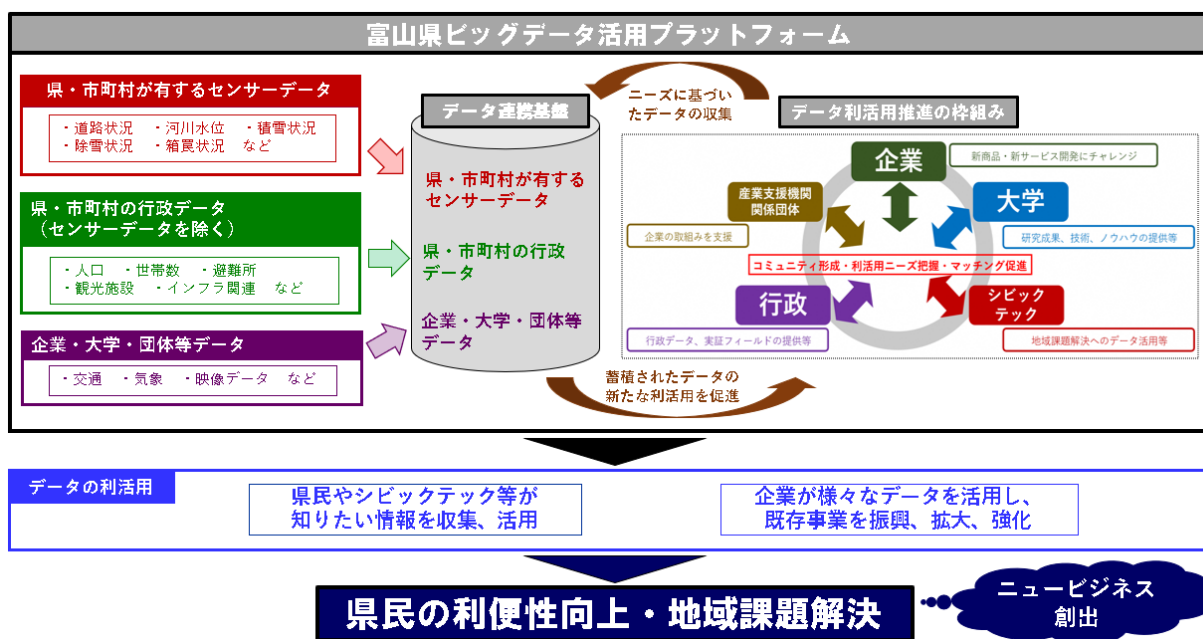 富山県ビッグデータ活用プラットフォーム
県・市町村が有するセンサーデータ
・道路状況　・河川水位　・積雪状況
・除雪状況　・箱罠状況　など
県・市町村の行政データ
（センサーデータを除く）
・人口　・世帯数　・避難所
・観光施設　・インフラ関連　など
企業・大学・団体等データ
・交通　・気象　・映像データ　など
データ連携基盤
県・市町村が有する
センサーデータ
県・市町村の行政
データ
企業・大学・団体等
データ
ニーズに基づい
たデータの収集
蓄積されたデータの
新たな利活用を促進
データ利活用推進の枠組み
企業
新商品・新サービス開発にチャレンジ
産業支援機関
関係団体
企業の取組みを支援
大学
研究成果、技術、ノウハウの提供等
コミュニティ形成・利活用ニーズ把握・マッチング促進
行政
行政データ、実証フィールドの提供等
シビック
テック
地域課題解決へのデータ活用等
データの利活用
県民やシビックテック等が
知りたい情報を収集、活用
企業が様々なデータを活用し、
既存事業を振興、拡大、強化
県民の利便性向上・地域課題解決
ニュービジネス
創出